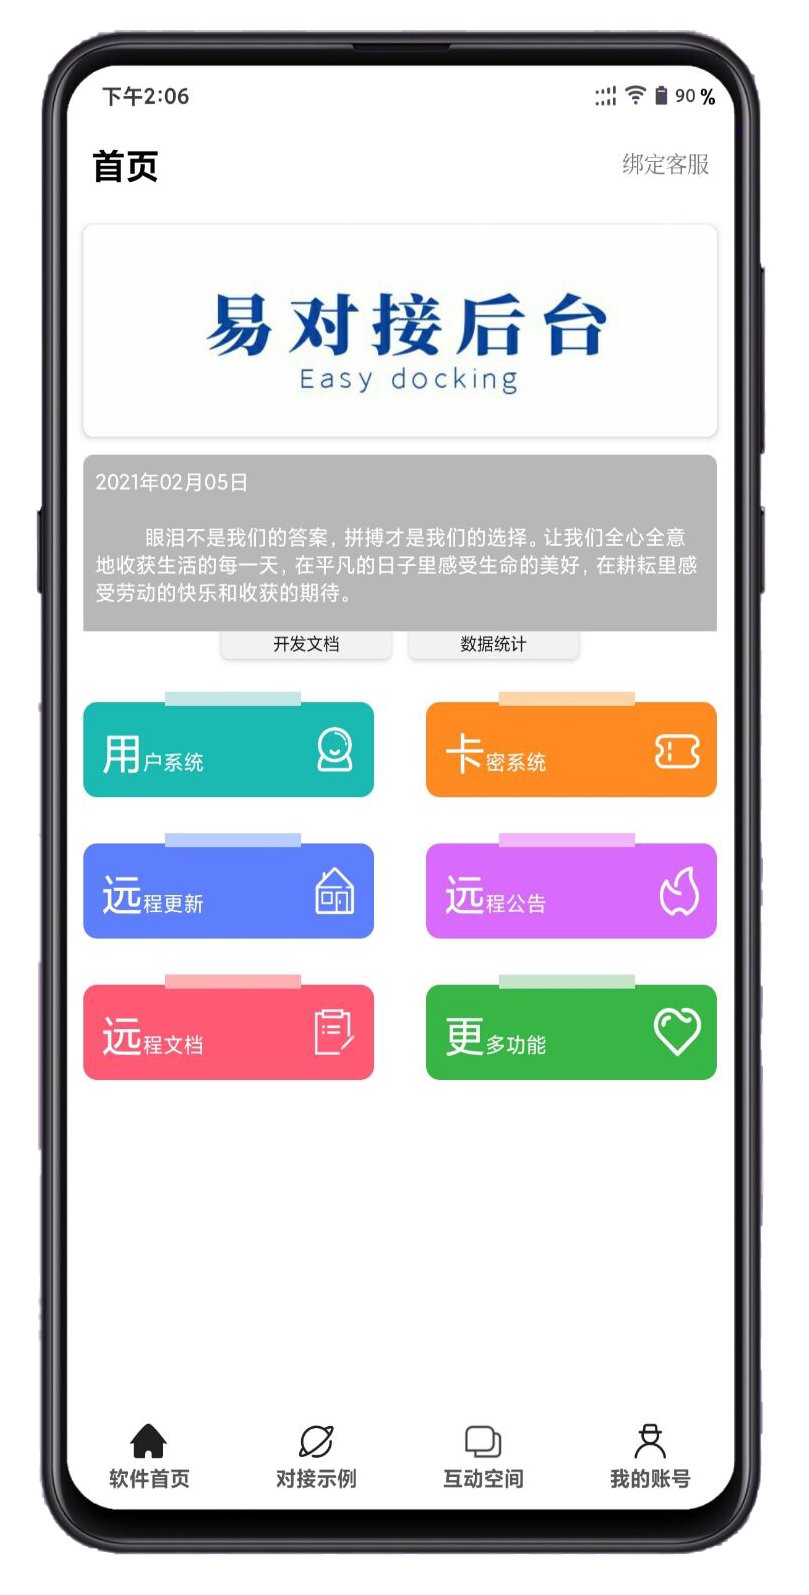 下午2:06
90 %
首页
绑定客服
易对接后台
Easy docking
2021年02月05日
眼泪不是我们的答案，拼搏才是我们的选择。让我们全心全意
地收获生活的每一天，在平凡的日子里感受生命的美好，在耕耘里感
受劳动的快乐和收获的期待。
开发文档
数据统计
用户系统
卡密系统
远程更新
远程公告
远程文档
更多功能
软件首页
对接示例
互动空间
我的账号